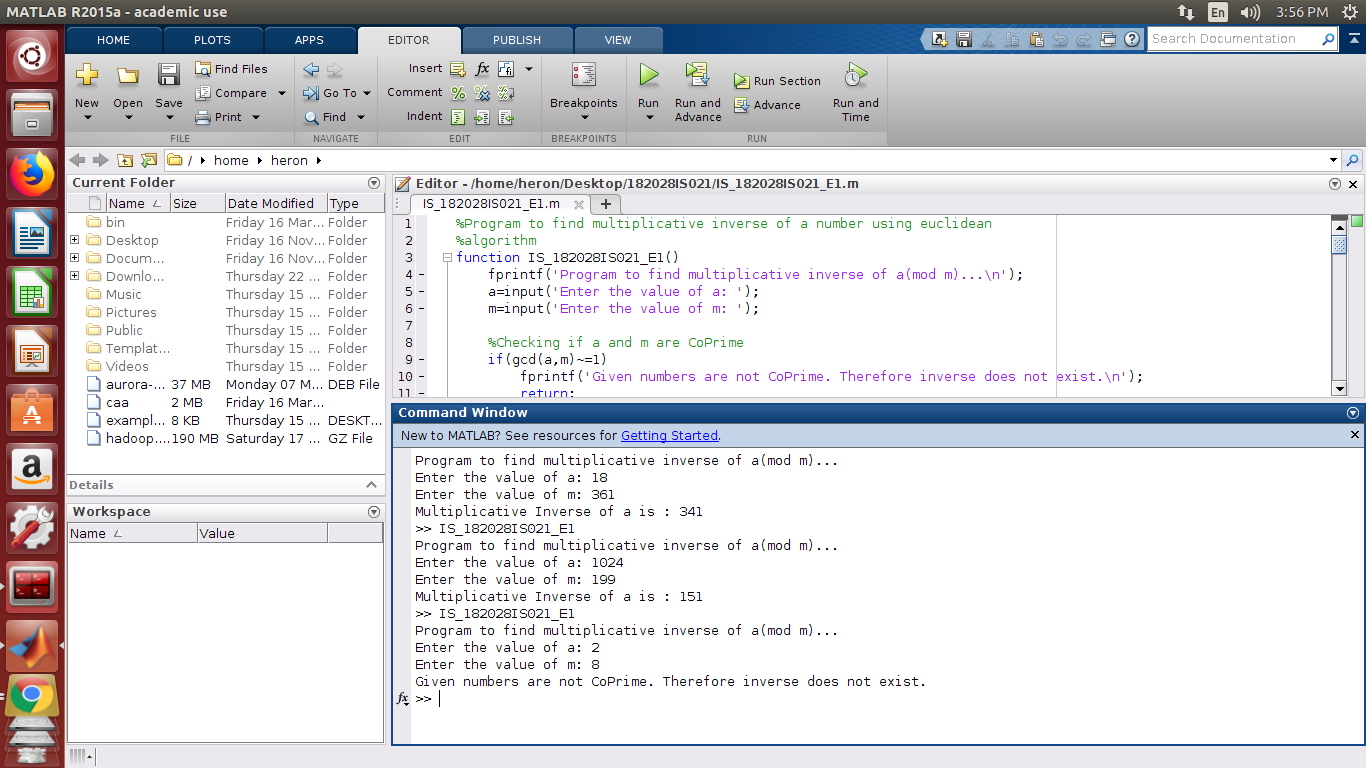 MATLAB R2015a - academic use
En
3:56 PM
HOME
PLOTS
APPS
EDITOR
PUBLISH
VIEW
Search Documentation
New
Open
Save
Find Files
Compare
Print
FILE
Go To
Find
NAVIGATE
Insert
fx
Comment
Indent
EDIT
Breakpoints
BREAKPOINTS
Run
Run and
Advance
Run Section
Advance
Run and
Time
RUN
/ home heron
Current Folder
Name Size Date Modified Type
bin Friday 16 Mar... Folder
Desktop Friday 16 Nov... Folder
Docum... Friday 16 Nov... Folder
Downlo... Thursday 22 ... Folder
Music Thursday 15 ... Folder
Pictures Thursday 15 ... Folder
Public Thursday 15 ... Folder
Templat... Thursday 15 ... Folder
Videos Thursday 15 ... Folder
aurora-... 37 MB Monday 07 M... DEB File
caa 2 MB Friday 16 Mar...
exampl... 8 KB Thursday 15 ... DESKT...
hadoop... 190 MB Saturday 17 ... GZ File
Details
Workspace
Name Value
Editor - /home/heron/Desktop/182028IS021/IS_182028IS021_E1.m
IS_182028IS021_E1.m
1 %Program to find multiplicative inverse of a number using euclidean
2 %algorithm
3 function IS_182028IS021_E1()
4 - fprintf('Program to find multiplicative inverse of a(mod m)...\n');
5 - a=input('Enter the value of a: ');
6 - m=input('Enter the value of m: ');
7
8 %Checking if a and m are CoPrime
9 - if(gcd(a,m)~=1)
10 - fprintf('Given numbers are not CoPrime. Therefore inverse does not exist.\n');
11 - return;
Command Window
New to MATLAB? See resources for Getting Started.
Program to find multiplicative inverse of a(mod m)...
Enter the value of a: 18
Enter the value of m: 361
Multiplicative Inverse of a is : 341
>> IS_182028IS021_E1
Program to find multiplicative inverse of a(mod m)...
Enter the value of a: 1024
Enter the value of m: 199
Multiplicative Inverse of a is : 151
>> IS_182028IS021_E1
Program to find multiplicative inverse of a(mod m)...
Enter the value of a: 2
Enter the value of m: 8
Given numbers are not CoPrime. Therefore inverse does not exist.
fx >>